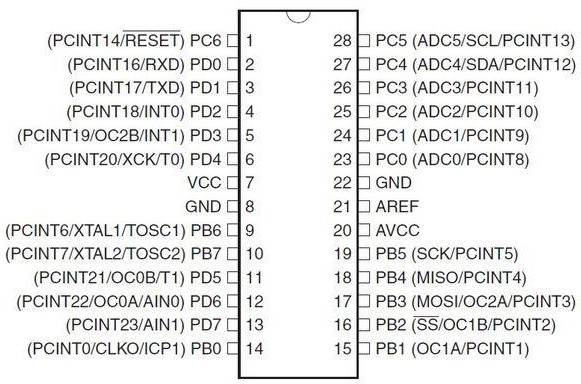 (PCINT14/RESET) PC6 1 28 PC5 (ADC5/SCL/PCINT13)
(PCINT16/RXD) PD0 2 27 PC4 (ADC4/SDA/PCINT12)
(PCINT17/TXD) PD1 3 26 PC3 (ADC3/PCINT11)
(PCINT18/INT0) PD2 4 25 PC2 (ADC2/PCINT10)
(PCINT19/OC2B/INT1) PD3 5 24 PC1 (ADC1/PCINT9)
(PCINT20/XCK/T0) PD4 6 23 PC0 (ADC0/PCINT8)
VCC 7 22 GND
GND 8 21 AREF
(PCINT6/XTAL1/TOSC1) PB6 9 20 AVCC
(PCINT7/XTAL2/TOSC2) PB7 10 19 PB5 (SCK/PCINT5)
(PCINT21/OC0B/T1) PD5 11 18 PB4 (MISO/PCINT4)
(PCINT22/OC0A/AIN0) PD6 12 17 PB3 (MOSI/OC2A/PCINT3)
(PCINT23/AIN1) PD7 13 16 PB2 (SS/OC1B/PCINT2)
(PCINT0/CLKO/ICP1) PB0 14 15 PB1 (OC1A/PCINT1)